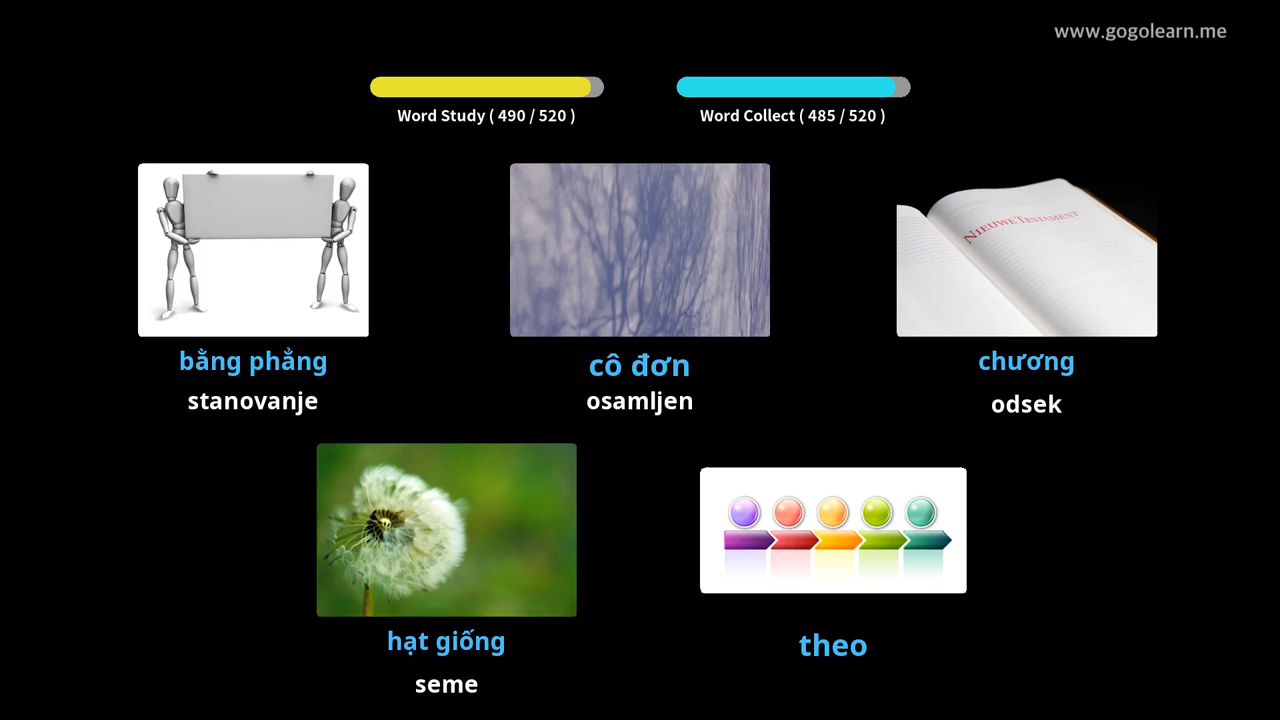 www.gogolearn.me
Word Study ( 490 / 520 )
Word Collect ( 485 / 520 )
NIEUWE TESTAMENT
bằng phẳng
stanovanje
cô đơn
osamljen
chương
odsek
hạt giống
seme
theo